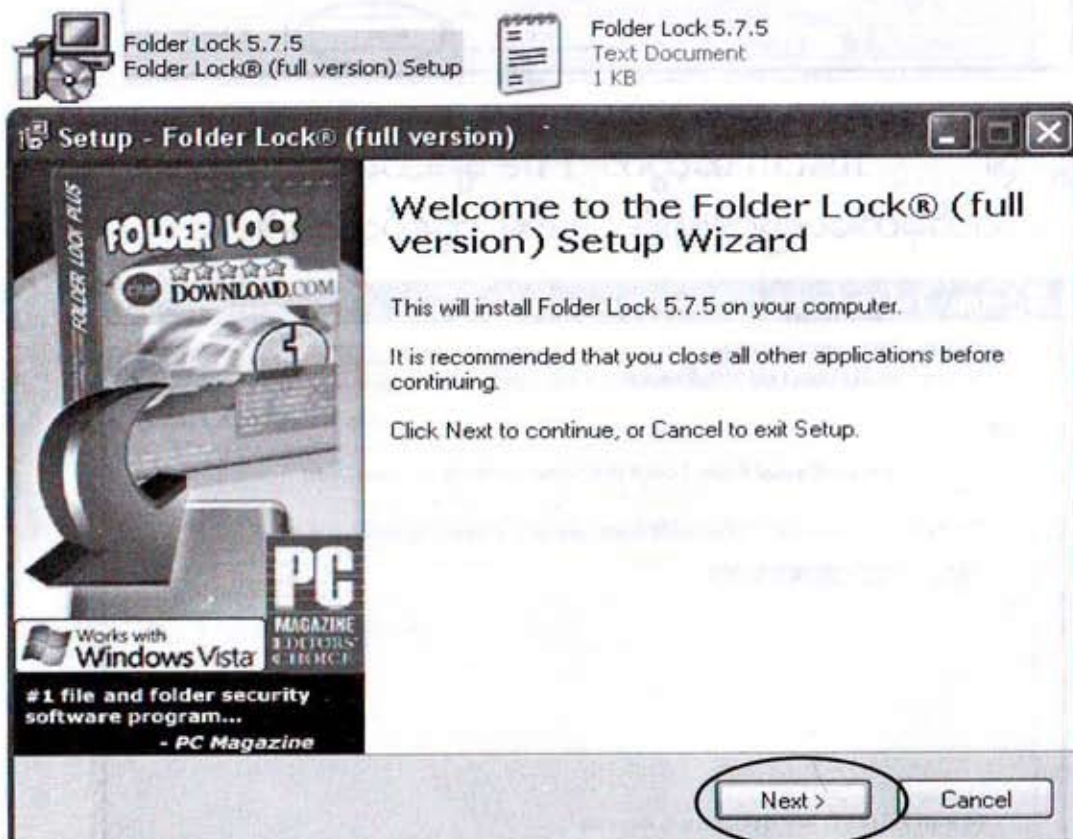 Folder Lock 5.7.5
Folder Lock® (full version) Setup
Folder Lock 5.7.5
Text Document
1 KB
Setup - Folder Lock® (full version)
FOLDER LOCK PLUS
FOLDER LOCK
DOWNLOAD.COM
PC
MAGAZINE
EDITORS'
CHOICE
Works with
Windows Vista
#1 file and folder security
software program...
- PC Magazine
Welcome to the Folder Lock® (full
version) Setup Wizard
This will install Folder Lock 5.7.5 on your computer.
It is recommended that you close all other applications before
continuing.
Click Next to continue, or Cancel to exit Setup.
Next >
Cancel